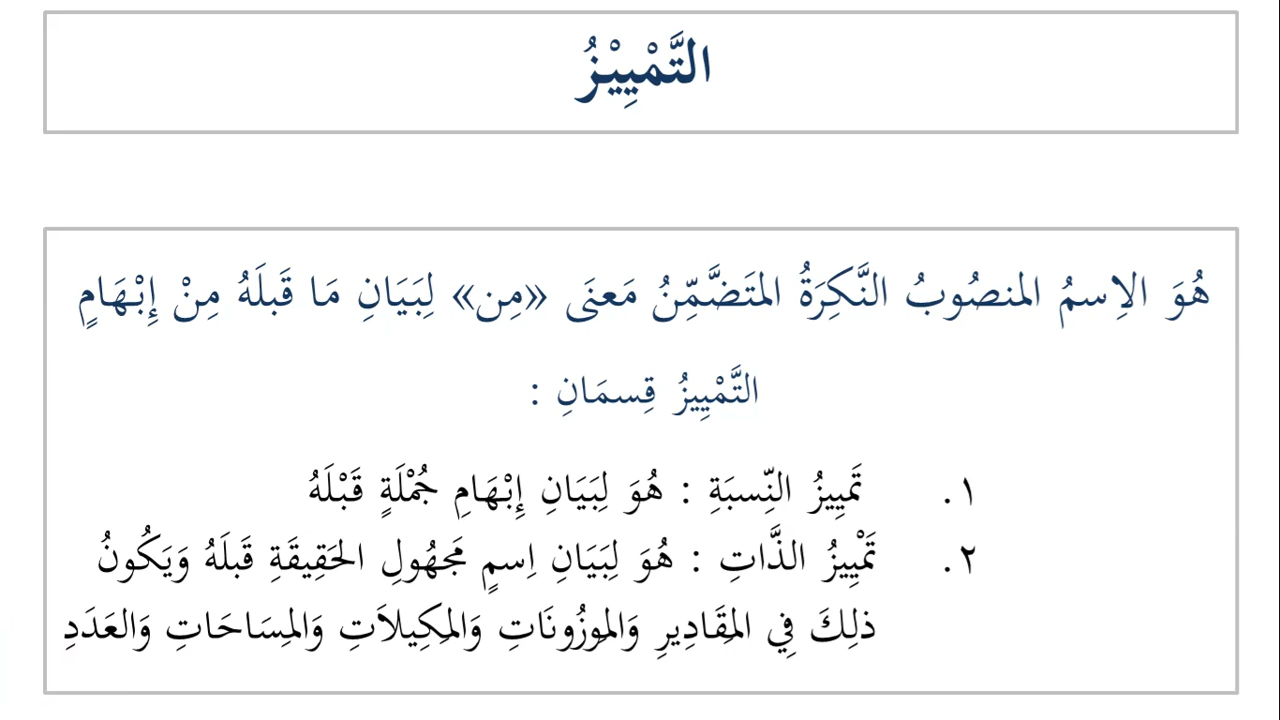 التَّمْيِيْزُ
هُوَ الاِسمُ المنصُوبُ النَّكِرَةُ المتَضَّمِّنُ مَعنَى «مِن» لِبَيَانِ مَا قَبلَهُ مِنْ إِبْهَامٍ
التَّمْيِيزُ قِسمَانِ :
١. تَمِيِيزُ النِّسبَةِ : هُوَ لِبَيَانِ إِبْهَامِ جُمْلَةٍ قَبْلَهُ
٢. تَمْيِيزُ الذَّاتِ : هُوَ لِبَيَانِ اِسمٍ مَجهُولِ الحَقِيقَةِ قَبلَهُ وَيَكُونُ
ذلِكَ فِي المقَادِيرِ وَالموزُونَاتِ وَالمكِيلاَتِ وَالمِسَاحَاتِ وَالعَدَدِ